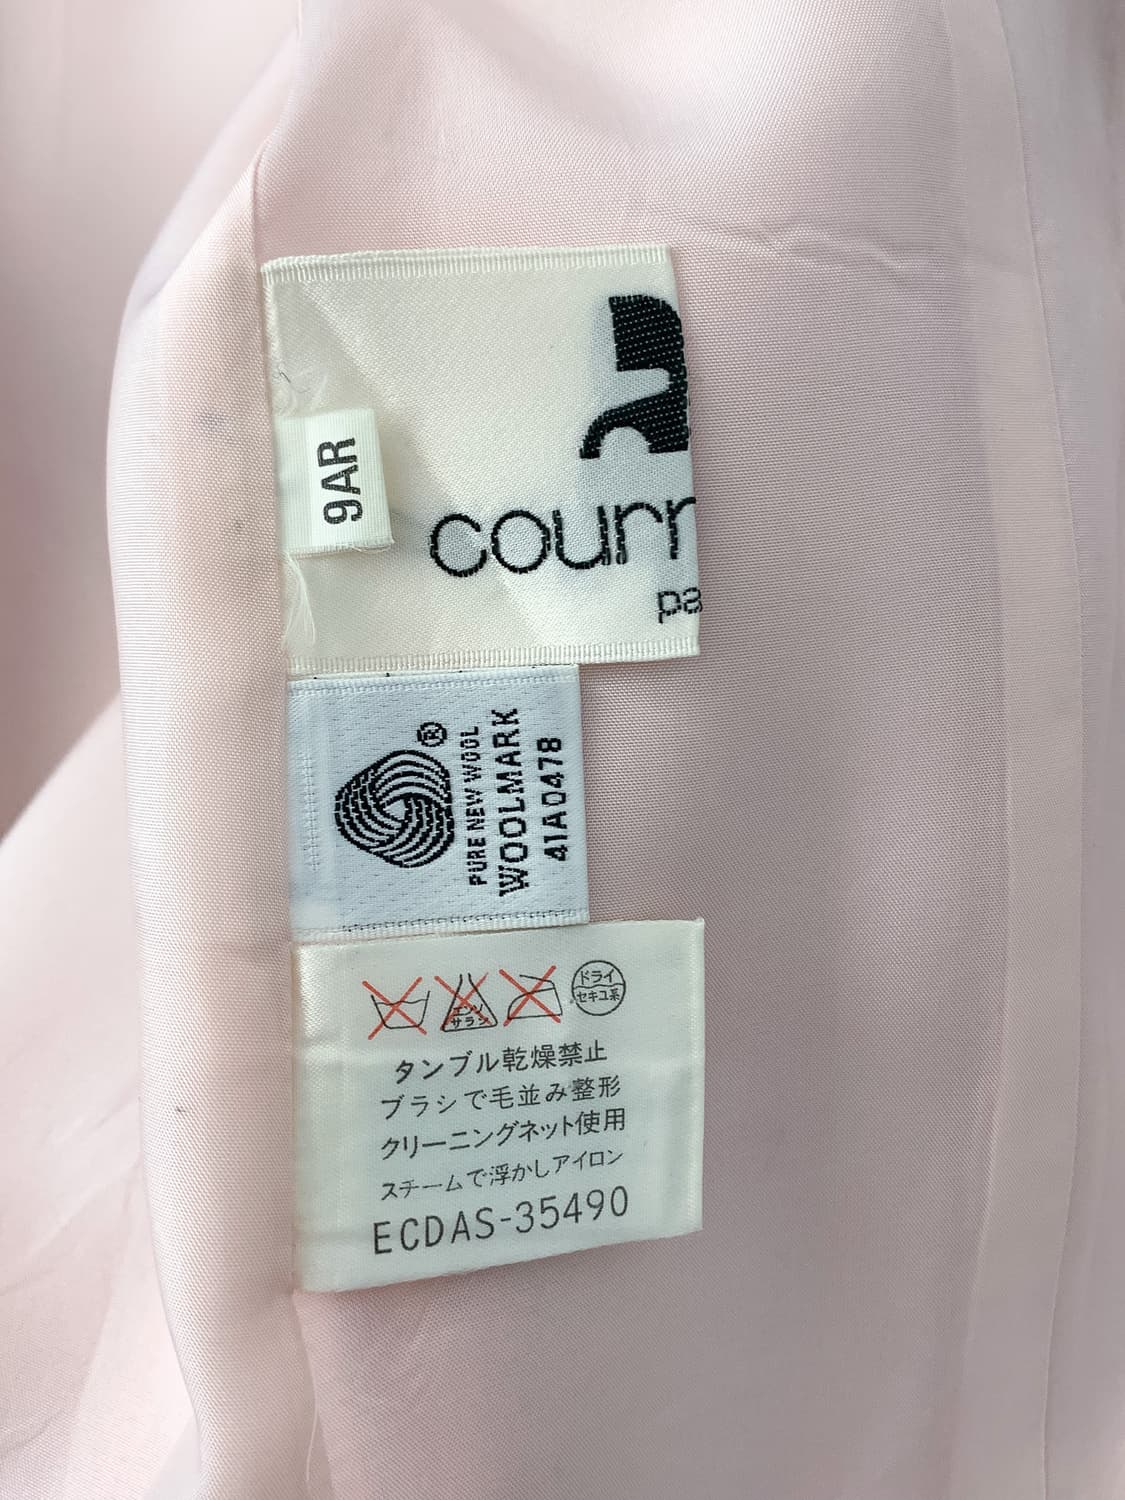 9AR
courr
pa
PURE NEW WOOL
WOOLMARK
41A0478
®
エンソ
サラシ
ドライ
セキユ系
タンブル乾燥禁止
ブラシで毛並み整形
クリーニングネット使用
スチームで浮かしアイロン
ECDAS-35490